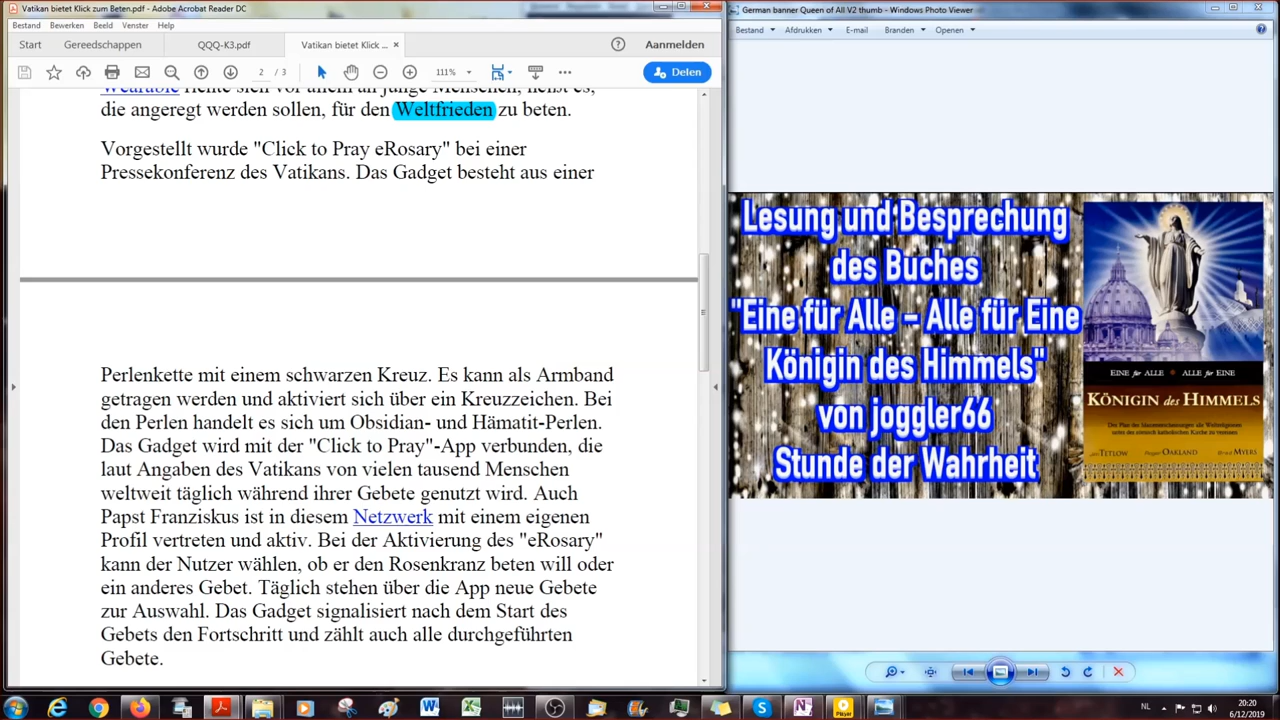 Vatikan bietet Klick zum Beten.pdf - Adobe Acrobat Reader DC
Bestand Bewerken Beeld Venster Help
Start Gereedschappen QQQ-K3.pdf Vatikan bietet Klick ... × Aanmelden
2 / 3 111% Delen
Wearable richte sich vor allem an junge Menschen, heißt es,
die angeregt werden sollen, für den Weltfrieden zu beten.
Vorgestellt wurde "Click to Pray eRosary" bei einer
Pressekonferenz des Vatikans. Das Gadget besteht aus einer
Perlenkette mit einem schwarzen Kreuz. Es kann als Armband
getragen werden und aktiviert sich über ein Kreuzzeichen. Bei
den Perlen handelt es sich um Obsidian- und Hämatit-Perlen.
Das Gadget wird mit der "Click to Pray"-App verbunden, die
laut Angaben des Vatikans von vielen tausend Menschen
weltweit täglich während ihrer Gebete genutzt wird. Auch
Papst Franziskus ist in diesem Netzwerk mit einem eigenen
Profil vertreten und aktiv. Bei der Aktivierung des "eRosary"
kann der Nutzer wählen, ob er den Rosenkranz beten will oder
ein anderes Gebet. Täglich stehen über die App neue Gebete
zur Auswahl. Das Gadget signalisiert nach dem Start des
Gebets den Fortschritt und zählt auch alle durchgeführten
Gebete.
German banner Queen of All V2 thumb - Windows Photo Viewer
Bestand Afdrukken E-mail Branden Openen
Lesung und Besprechung
des Buches
"Eine für Alle – Alle für Eine
Königin des Himmels"
von joggler66
Stunde der Wahrheit
EINE für ALLE • ALLE für EINE
KÖNIGIN des HIMMELS
TETLOW OAKLAND MYERS
NL 20:20
6/12/2019